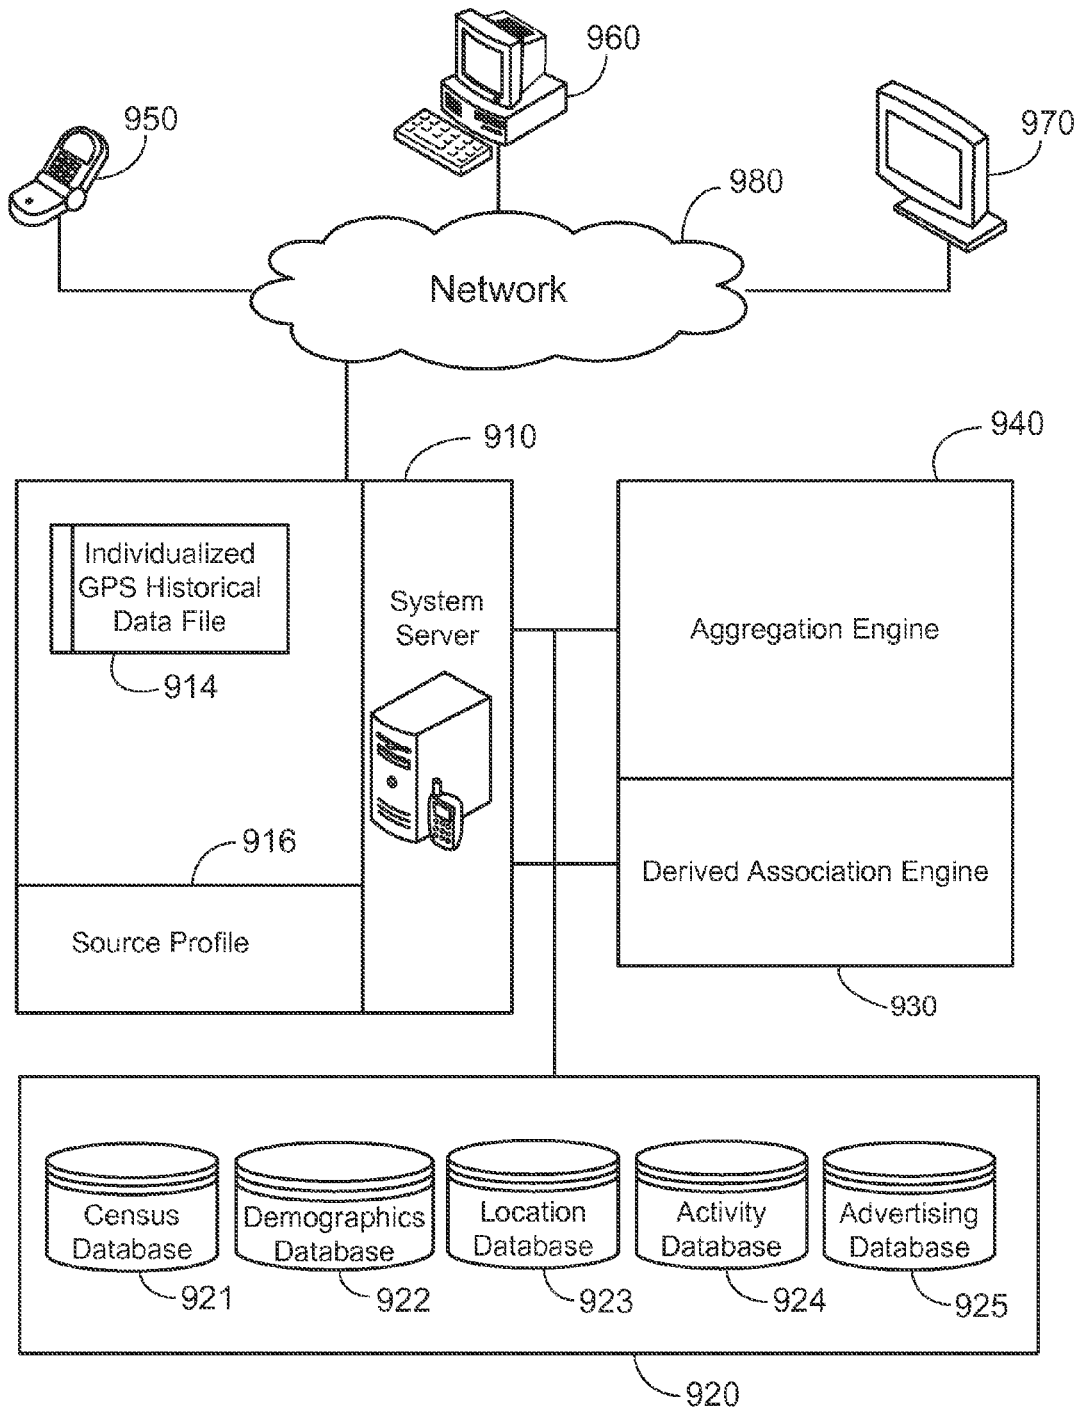 960
950
970
980
Network
910
940
Individualized
GPS Historical
Data File
914
System
Server
Aggregation Engine
916
Source Profile
Derived Association Engine
930
Census
Database
921
Demographics
Database
922
Location
Database
923
Activity
Database
924
Advertising
Database
925
920